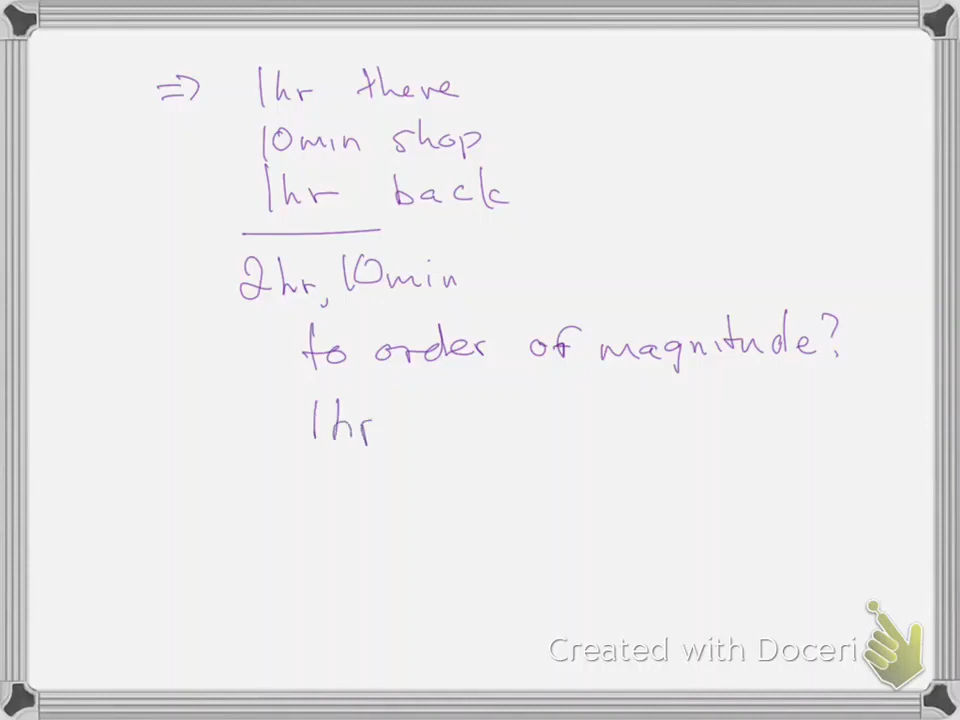 ⇒ 1hr there
10min shop
1hr back
2hr, 10min
to order of magnitude?
1hr
Created with Doceri